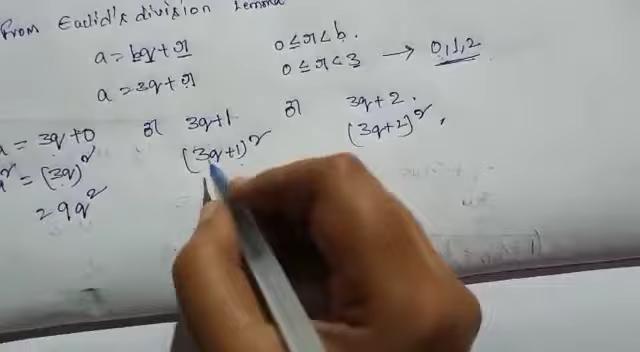 From Euclid's division Lemma
a = bq + r 0 ≤ r < b.
a = 3q + r 0 ≤ r < 3 → 0,1,2
a = 3q + 0 or 3q + 1 or 3q + 2.
= (3q)² (3q+1)² (3q+2)²,
= 9q²